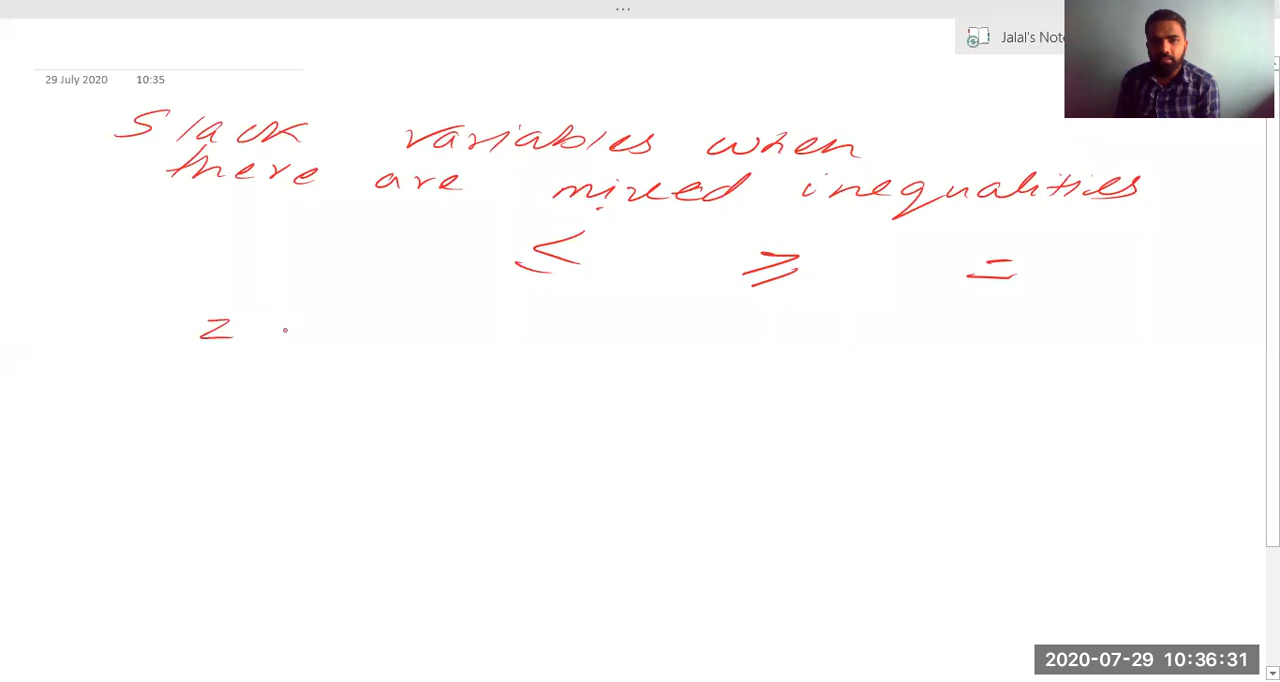 ...
Jalal's Note
29 July 2020 10:35
Slack variables when
there are mixed inequalities
≤ ≥ =
Z
2020-07-29 10:36:31